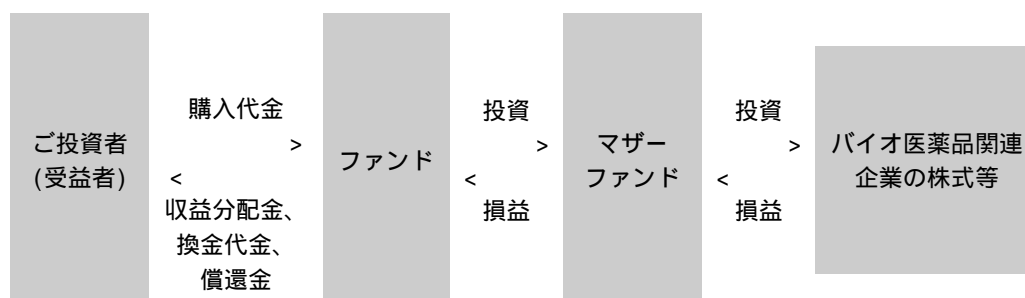 ご投資者
(受益者)
購入代金
>
<
収益分配金、
換金代金、
償還金
ファンド
投資
>
<
損益
マザー
ファンド
投資
>
<
損益
バイオ医薬品関連
企業の株式等